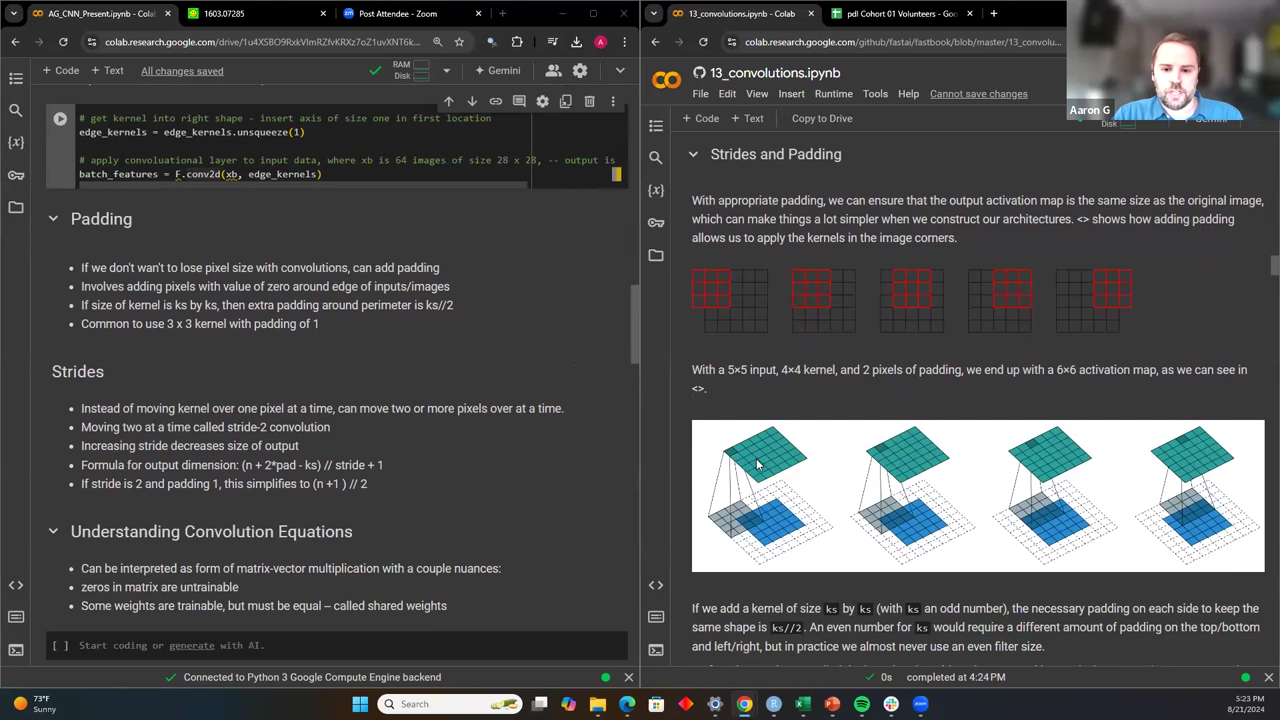 AG_CNN_Present.ipynb - Colab
1603.07285
Post Attendee - Zoom
13_convolutions.ipynb - Colab
pdl Cohort 01 Volunteers - Goo
colab.research.google.com/drive/1u4XSBO9RxkVlmRZfvKRXz7oZ1uvXNT6k...
colab.research.google.com/github/fastai/fastbook/blob/master/13_convolu...
+ Code + Text All changes saved
RAM
Disk
Gemini
# get kernel into right shape - insert axis of size one in first location
edge_kernels = edge_kernels.unsqueeze(1)
# apply convoluational layer to input data, where xb is 64 images of size 28 x 28, -- output is
batch_features = F.conv2d(xb, edge_kernels)
Padding
• If we don't wan't to lose pixel size with convolutions, can add padding
• Involves adding pixels with value of zero around edge of inputs/images
• If size of kernel is ks by ks, then extra padding around perimeter is ks//2
• Common to use 3 x 3 kernel with padding of 1
Strides
• Instead of moving kernel over one pixel at a time, can move two or more pixels over at a time.
• Moving two at a time called stride-2 convolution
• Increasing stride decreases size of output
• Formula for output dimension: (n + 2*pad - ks) // stride + 1
• If stride is 2 and padding 1, this simplifies to (n +1 ) // 2
Understanding Convolution Equations
• Can be interpreted as form of matrix-vector multiplication with a couple nuances:
• zeros in matrix are untrainable
• Some weights are trainable, but must be equal -- called shared weights
[ ] Start coding or generate with AI.
Connected to Python 3 Google Compute Engine backend
13_convolutions.ipynb
File Edit View Insert Runtime Tools Help Cannot save changes
Aaron G
+ Code + Text Copy to Drive
Disk
Strides and Padding
With appropriate padding, we can ensure that the output activation map is the same size as the original image,
which can make things a lot simpler when we construct our architectures. <> shows how adding padding
allows us to apply the kernels in the image corners.
With a 5×5 input, 4×4 kernel, and 2 pixels of padding, we end up with a 6×6 activation map, as we can see in
<>.
If we add a kernel of size ks by ks (with ks an odd number), the necessary padding on each side to keep the
same shape is ks//2. An even number for ks would require a different amount of padding on the top/bottom
and left/right, but in practice we almost never use an even filter size.
0s completed at 4:24 PM
73°F
Sunny
Search
5:23 PM
8/21/2024